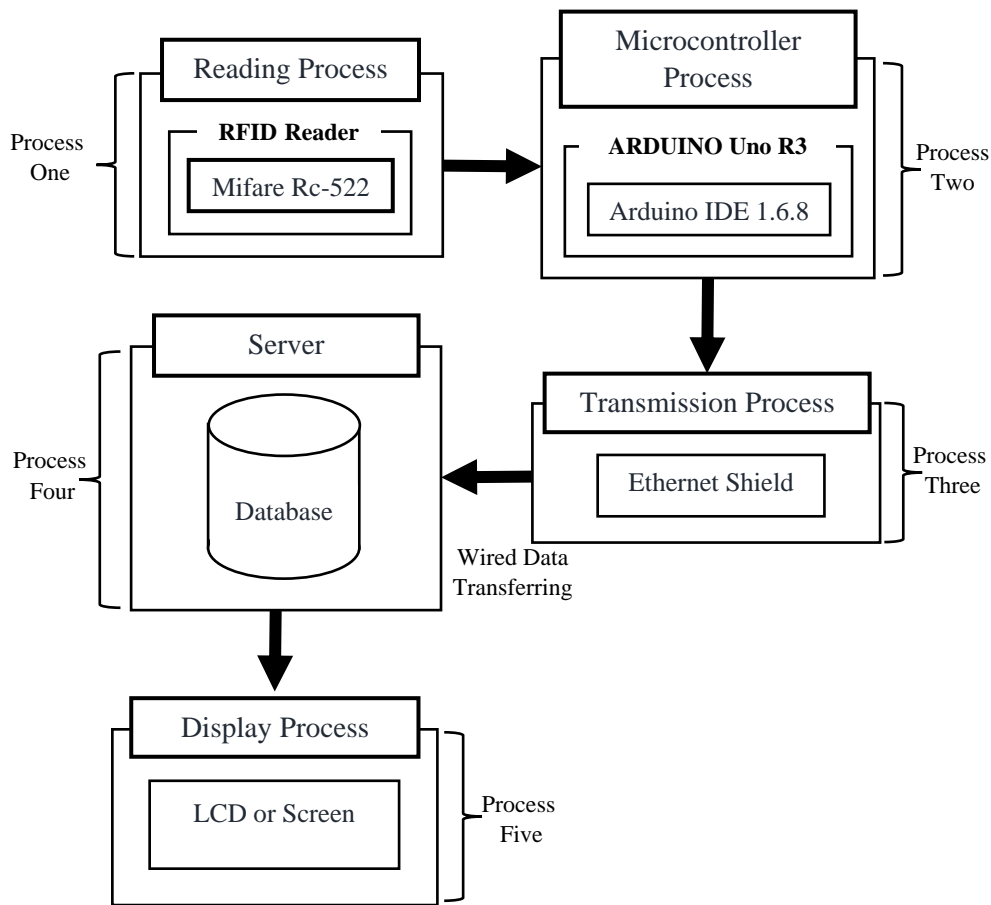 Reading Process
RFID Reader
Mifare Rc-522
Process
One
Microcontroller
Process
ARDUINO Uno R3
Arduino IDE 1.6.8
Process
Two
Transmission Process
Ethernet Shield
Process
Three
Wired Data
Transferring
Server
Database
Process
Four
Display Process
LCD or Screen
Process
Five